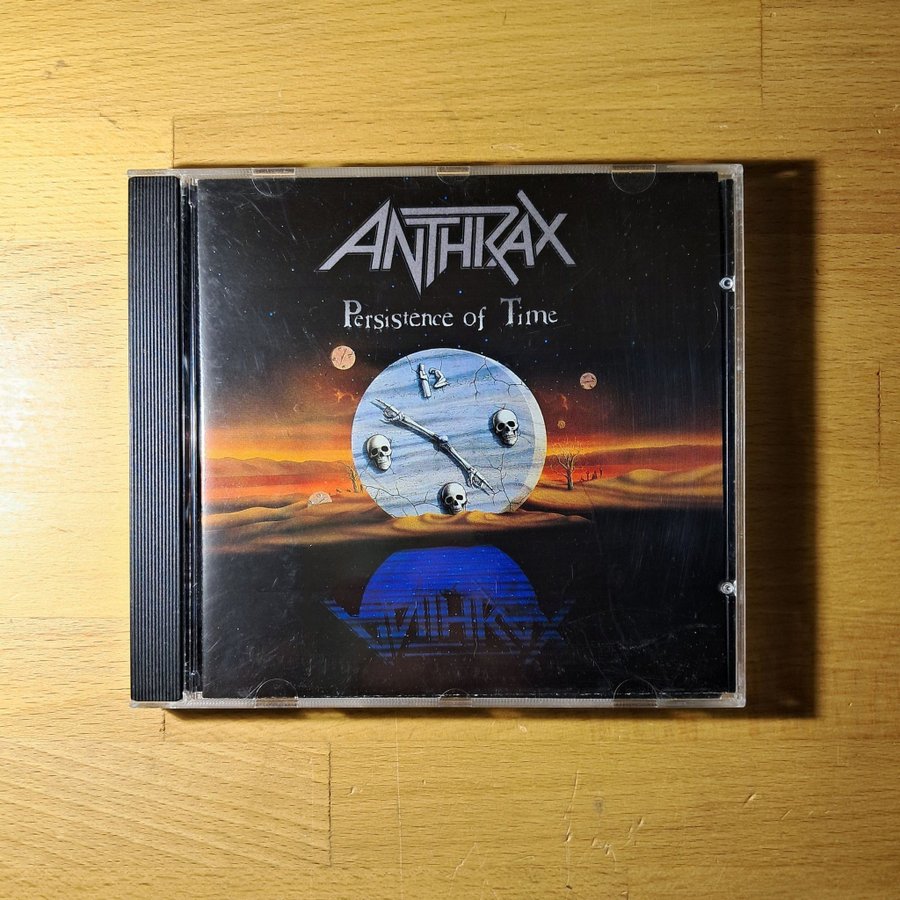 ANTHRAX
Persistence of Time
12
ANTHRAX